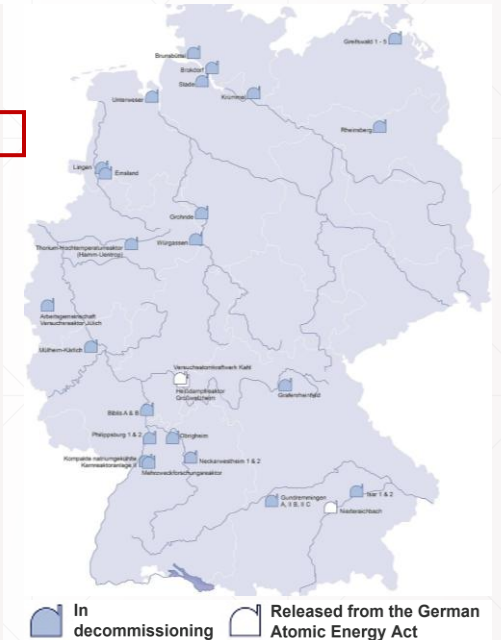 Greifswald 1 - 5
Brunsbüttel
Brokdorf
Stade
Krümmel
Unterweser
Rheinsberg
Lingen
Emsland
Grohnde
Würgassen
Thorium-Hochtemperaturreaktor
(Hamm-Uentrop)
Arbeitsgemeinschaft
Versuchsreaktor Jülich
Mülheim-Kärlich
Versuchsatomkraftwerk Kahl
Heißdampfreaktor
Großwelzheim
Grafenrheinfeld
Biblis A & B
Philippsburg 1 & 2
Obrigheim
Kompakte natriumgekühlte
Kernreaktoranlage II
Neckarwestheim 1 & 2
Mehrzweckforschungsreaktor
Gundremmingen
A, II B, II C
Isar 1 & 2
Niederaichbach
In
decommissioning
Released from the German
Atomic Energy Act